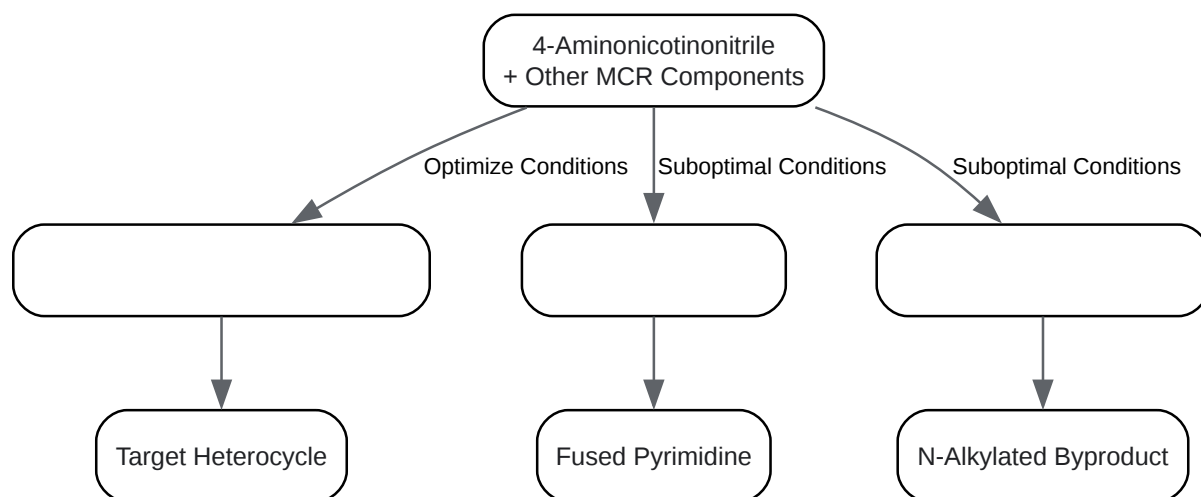 4-Aminonicotinonitrile
+ Other MCR Components
Optimize Conditions
Suboptimal Conditions
Suboptimal Conditions
Target Heterocycle
Fused Pyrimidine
N-Alkylated Byproduct